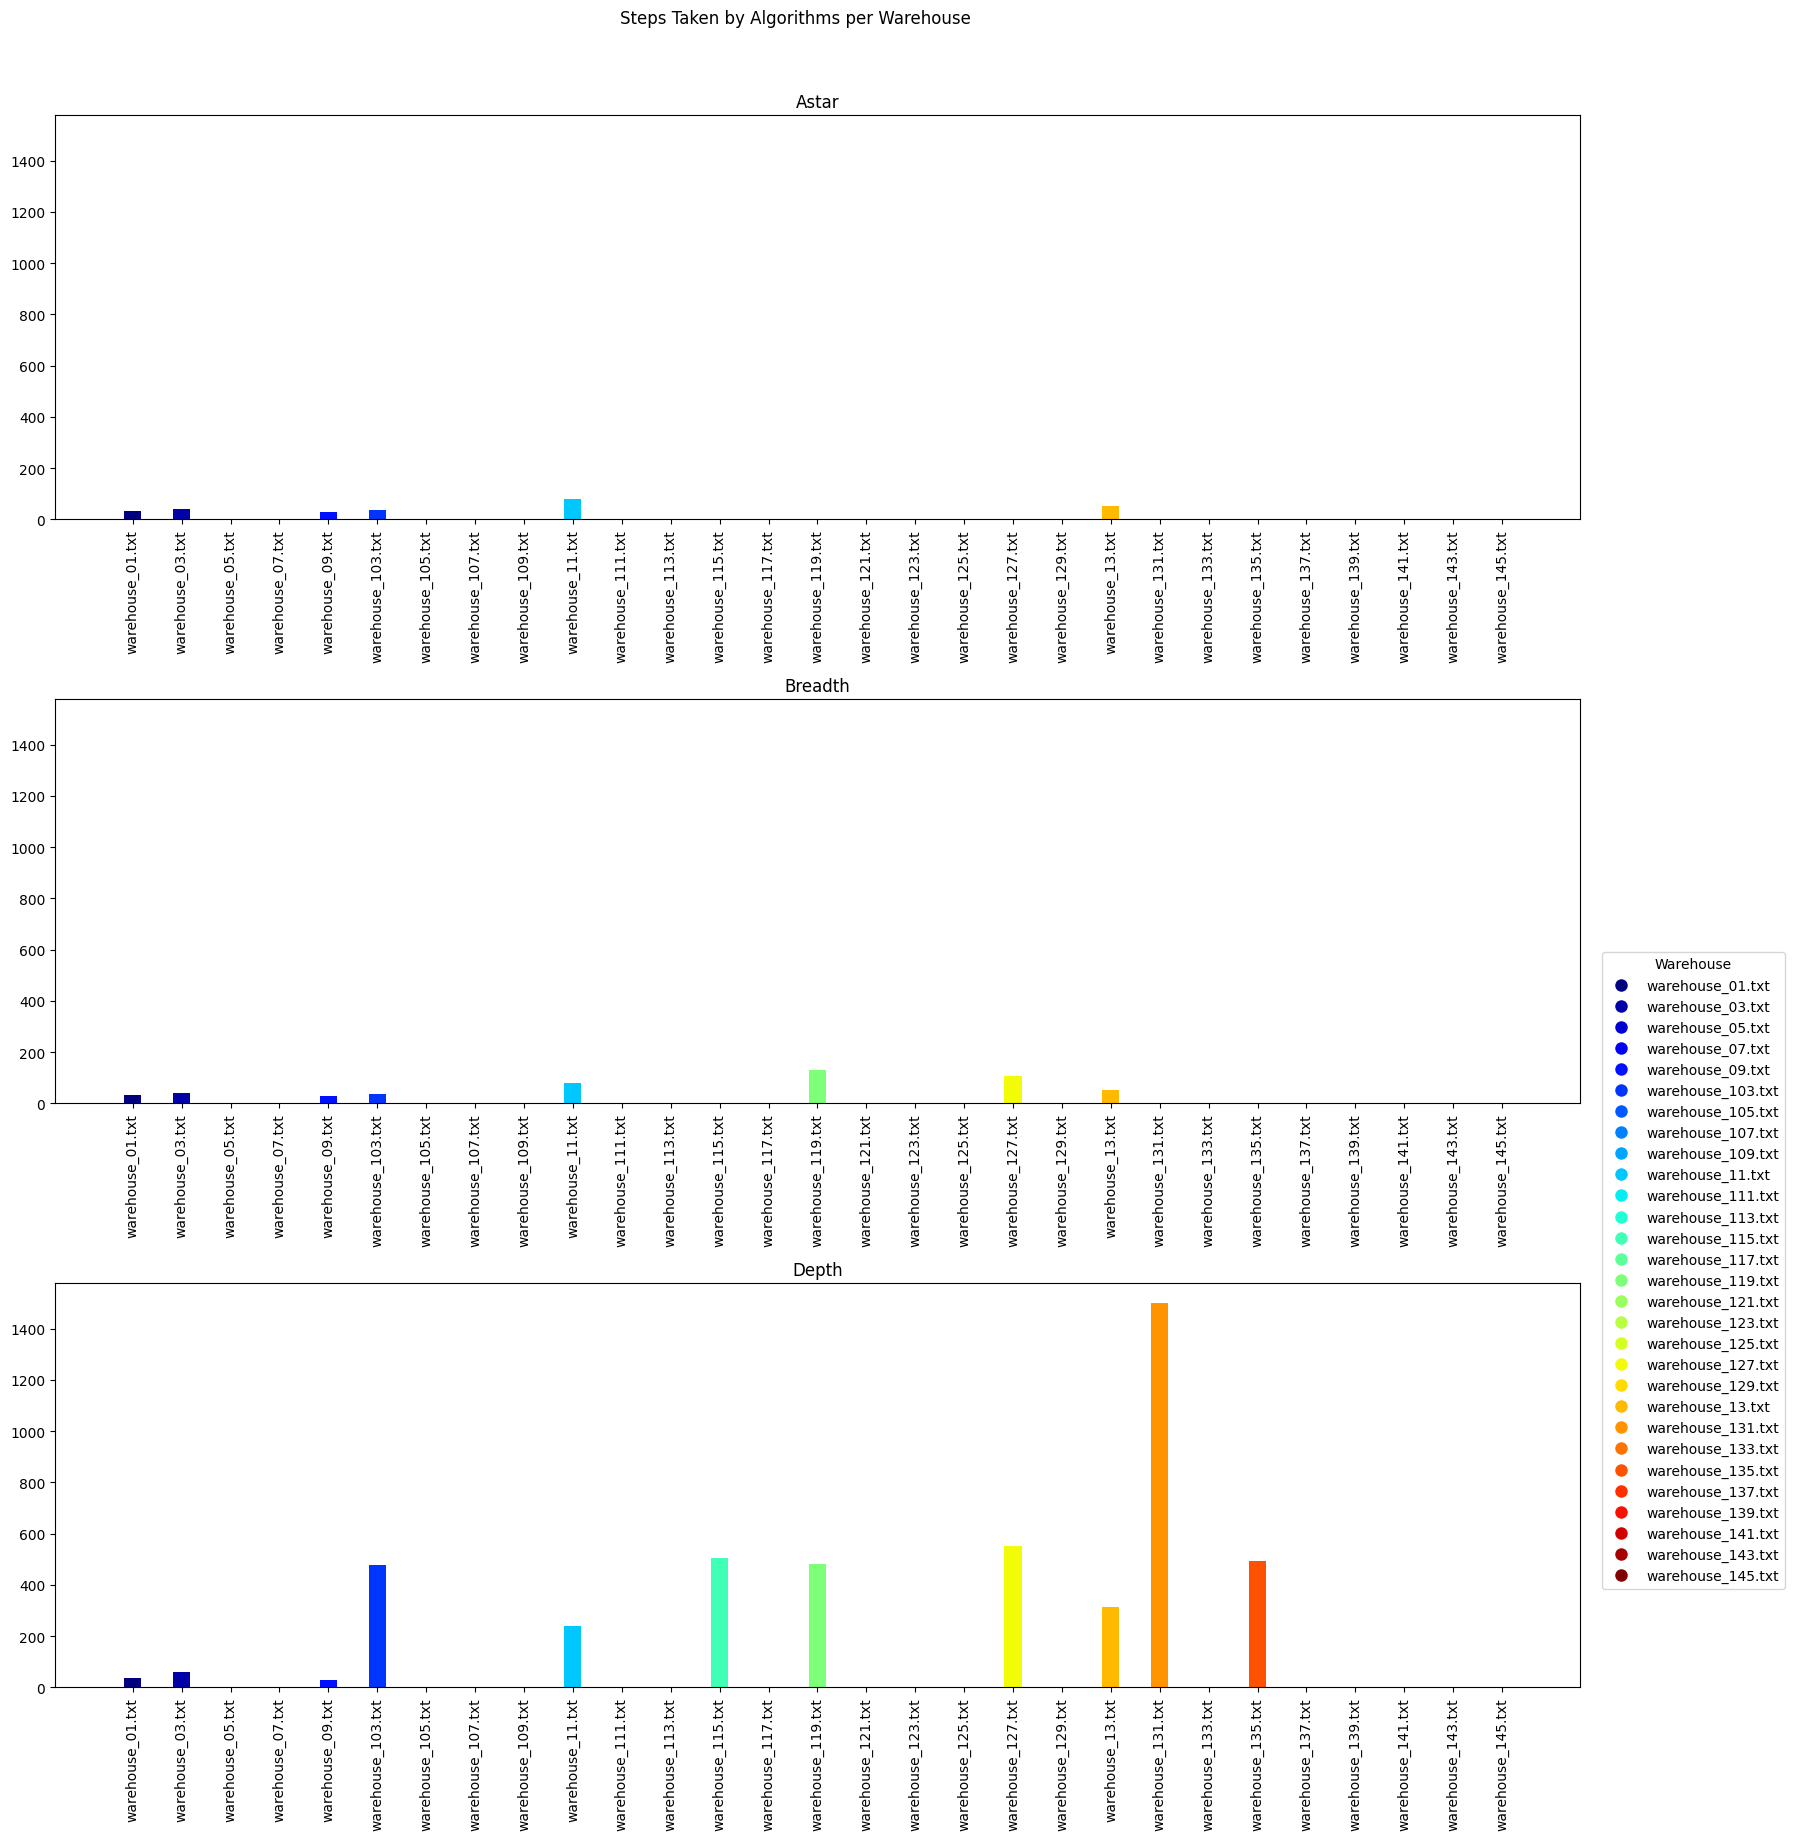 Steps Taken by Algorithms per Warehouse
Astar
1400
1200
1000
800
600
400
200
0
warehouse_01.txt
warehouse_03.txt
warehouse_05.txt
warehouse_07.txt
warehouse_09.txt
warehouse_103.txt
warehouse_105.txt
warehouse_107.txt
warehouse_109.txt
warehouse_11.txt
warehouse_111.txt
warehouse_113.txt
warehouse_115.txt
warehouse_117.txt
warehouse_119.txt
warehouse_121.txt
warehouse_123.txt
warehouse_125.txt
warehouse_127.txt
warehouse_129.txt
warehouse_13.txt
warehouse_131.txt
warehouse_133.txt
warehouse_135.txt
warehouse_137.txt
warehouse_139.txt
warehouse_141.txt
warehouse_143.txt
warehouse_145.txt
Breadth
1400
1200
1000
800
600
400
200
0
warehouse_01.txt
warehouse_03.txt
warehouse_05.txt
warehouse_07.txt
warehouse_09.txt
warehouse_103.txt
warehouse_105.txt
warehouse_107.txt
warehouse_109.txt
warehouse_11.txt
warehouse_111.txt
warehouse_113.txt
warehouse_115.txt
warehouse_117.txt
warehouse_119.txt
warehouse_121.txt
warehouse_123.txt
warehouse_125.txt
warehouse_127.txt
warehouse_129.txt
warehouse_13.txt
warehouse_131.txt
warehouse_133.txt
warehouse_135.txt
warehouse_137.txt
warehouse_139.txt
warehouse_141.txt
warehouse_143.txt
warehouse_145.txt
Depth
1400
1200
1000
800
600
400
200
0
warehouse_01.txt
warehouse_03.txt
warehouse_05.txt
warehouse_07.txt
warehouse_09.txt
warehouse_103.txt
warehouse_105.txt
warehouse_107.txt
warehouse_109.txt
warehouse_11.txt
warehouse_111.txt
warehouse_113.txt
warehouse_115.txt
warehouse_117.txt
warehouse_119.txt
warehouse_121.txt
warehouse_123.txt
warehouse_125.txt
warehouse_127.txt
warehouse_129.txt
warehouse_13.txt
warehouse_131.txt
warehouse_133.txt
warehouse_135.txt
warehouse_137.txt
warehouse_139.txt
warehouse_141.txt
warehouse_143.txt
warehouse_145.txt
Warehouse
warehouse_01.txt
warehouse_03.txt
warehouse_05.txt
warehouse_07.txt
warehouse_09.txt
warehouse_103.txt
warehouse_105.txt
warehouse_107.txt
warehouse_109.txt
warehouse_11.txt
warehouse_111.txt
warehouse_113.txt
warehouse_115.txt
warehouse_117.txt
warehouse_119.txt
warehouse_121.txt
warehouse_123.txt
warehouse_125.txt
warehouse_127.txt
warehouse_129.txt
warehouse_13.txt
warehouse_131.txt
warehouse_133.txt
warehouse_135.txt
warehouse_137.txt
warehouse_139.txt
warehouse_141.txt
warehouse_143.txt
warehouse_145.txt